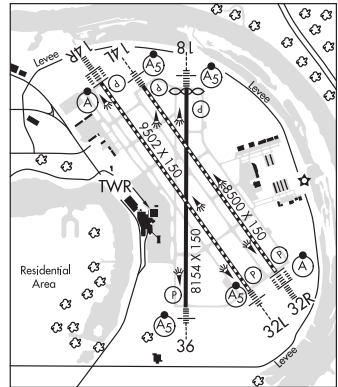 14R
14L
18
Levee
A5
A5
Levee
P
P
P
A
9502 X 150
8500 X 150
TWR
8154 X 150
Residential
Area
P
P
P
A
A5
A5
32R
32L
36
Levee